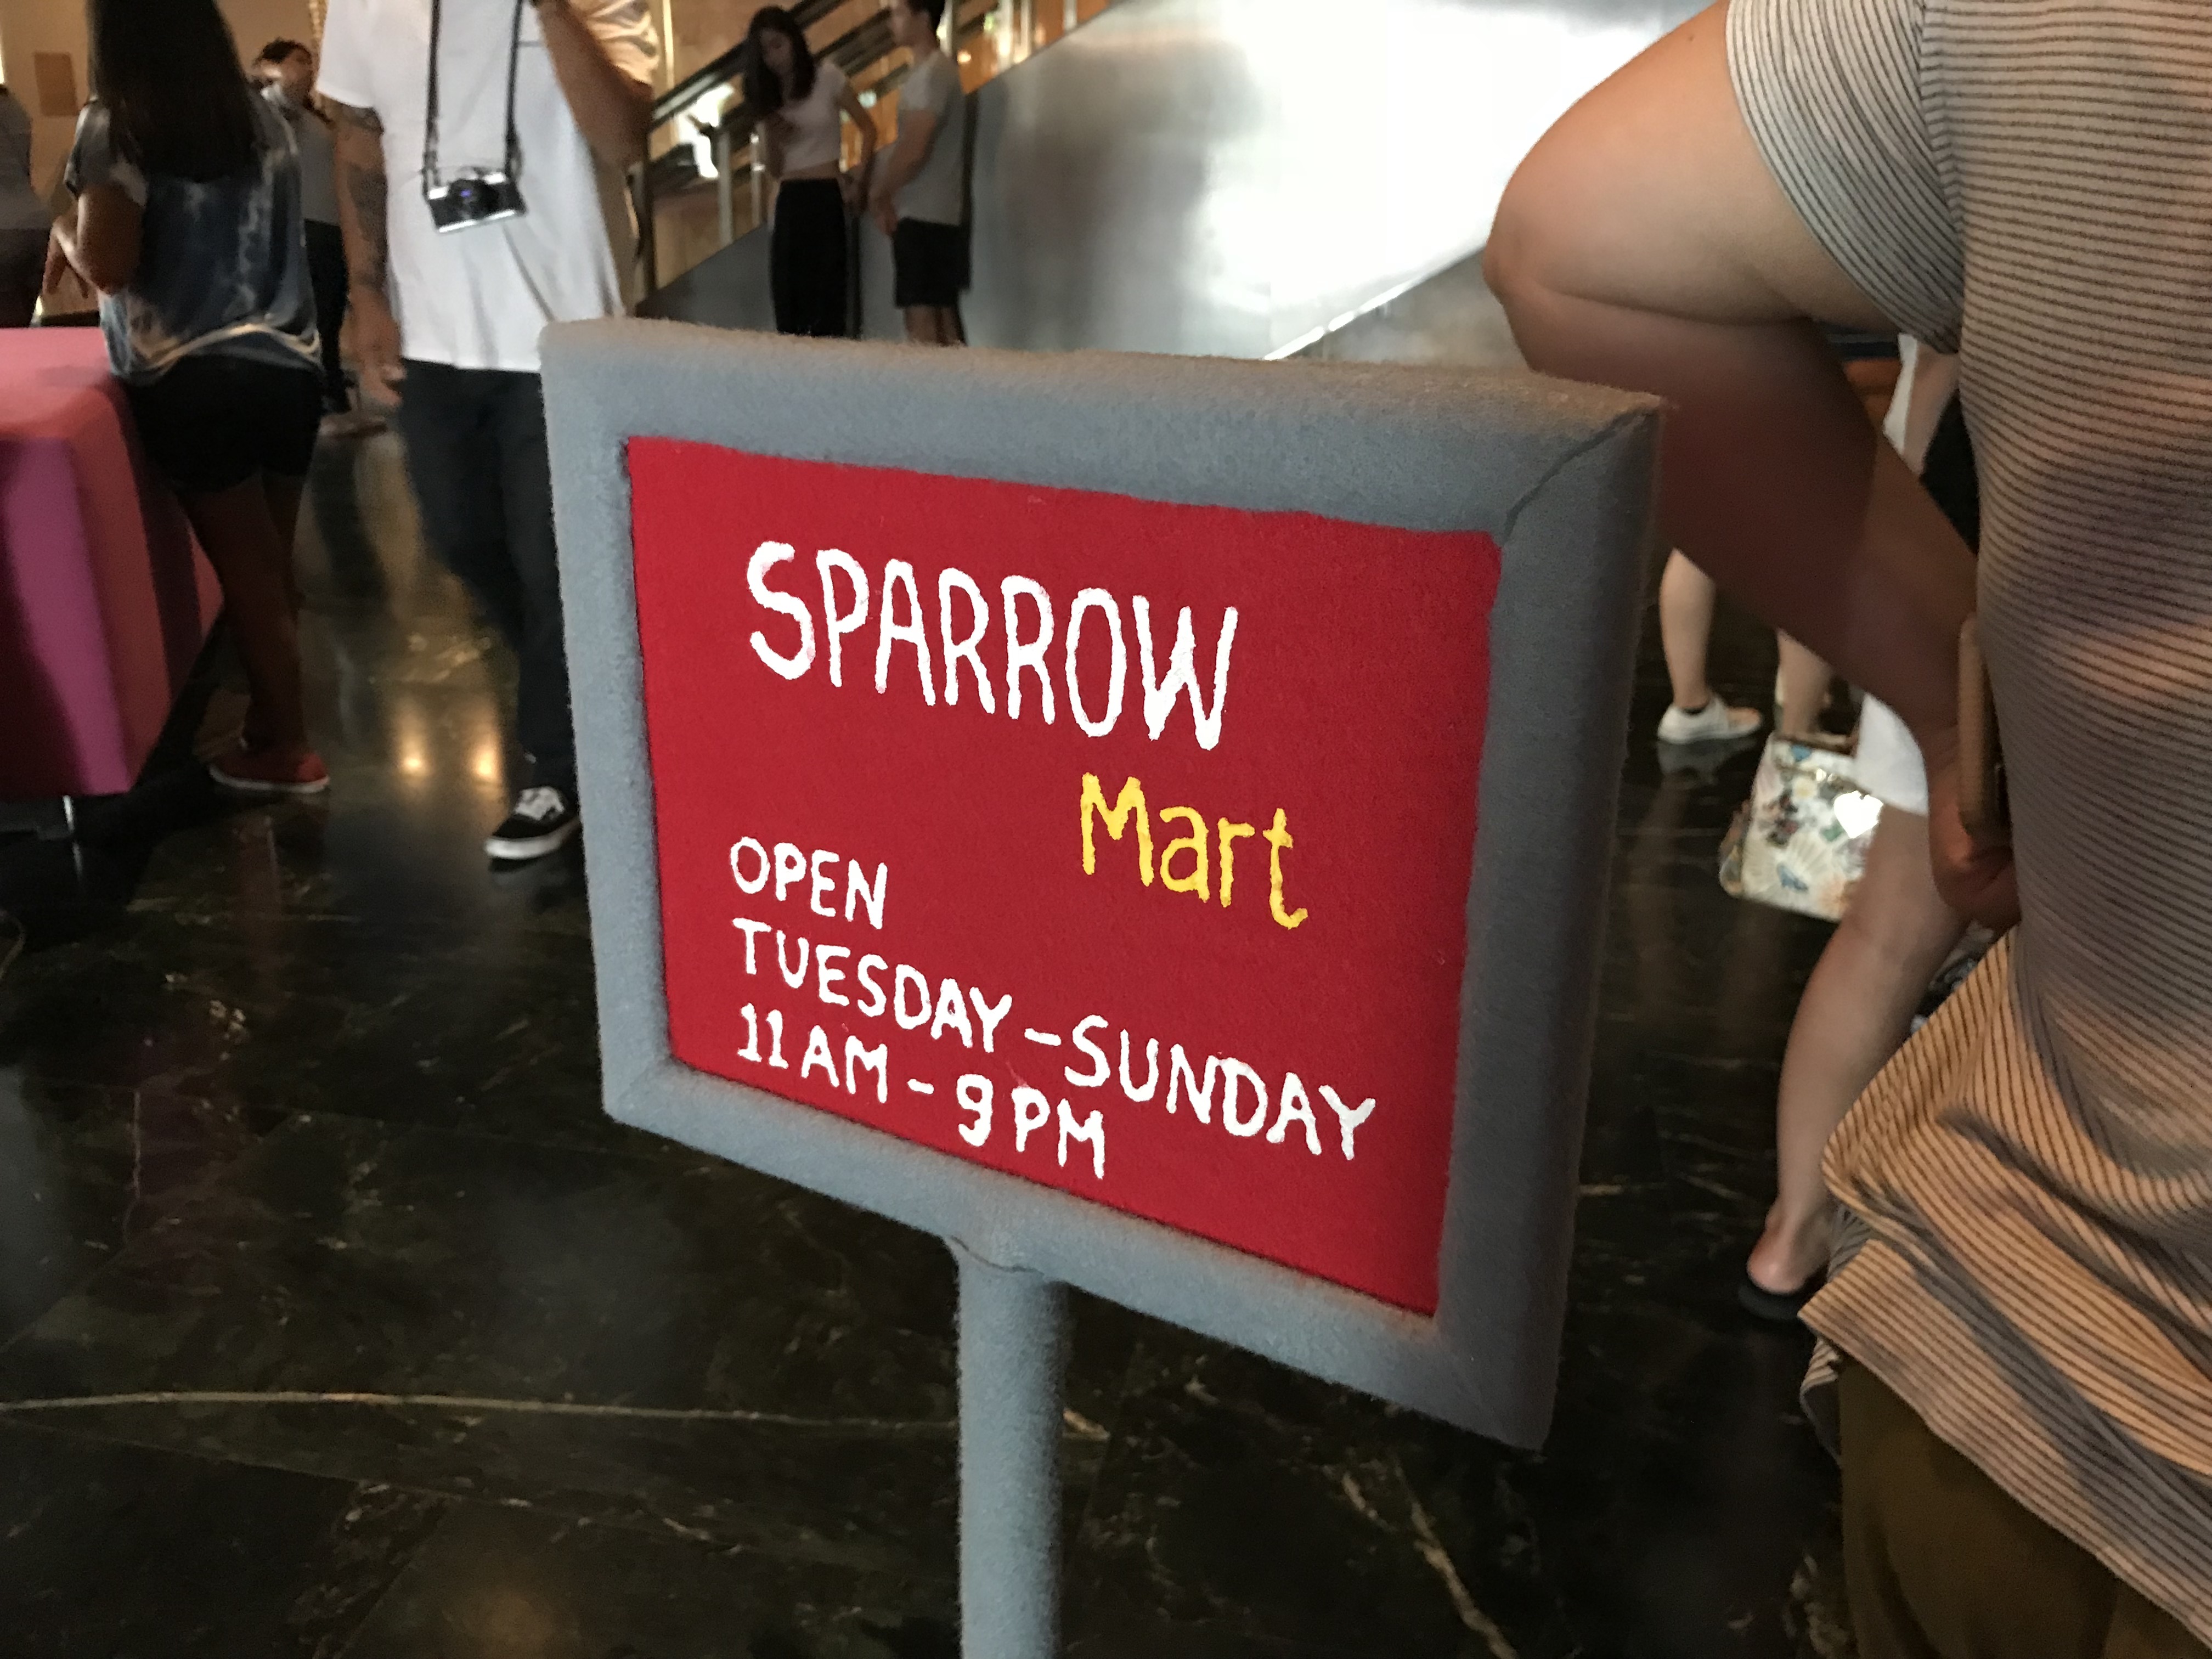 SPARROW
Mart
OPEN
TUESDAY-SUNDAY
11AM-9PM